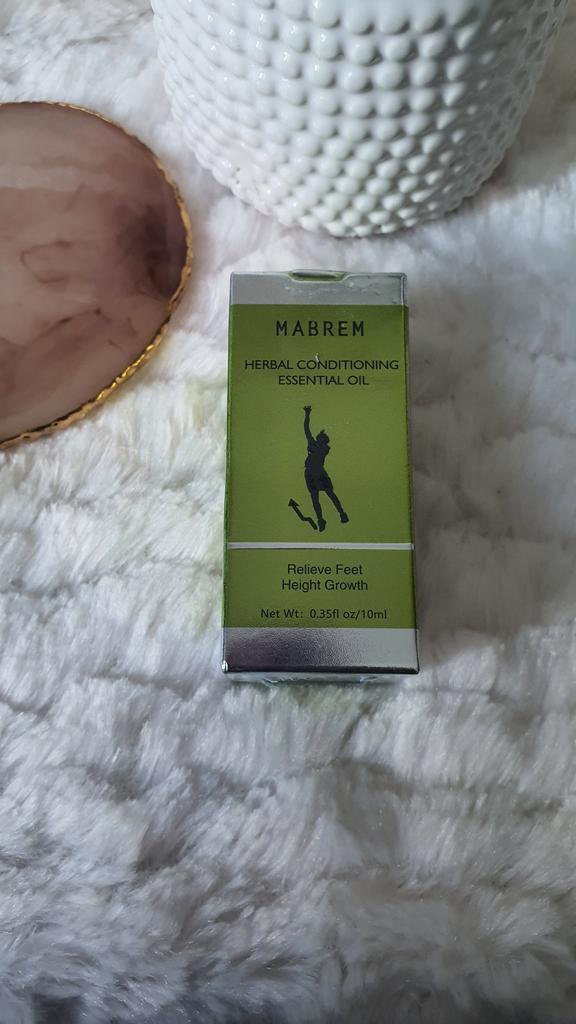 MABREM
HERBAL CONDITIONING
ESSENTIAL OIL
Relieve Feet
Height Growth
Net Wt: 0.35fl oz/10ml